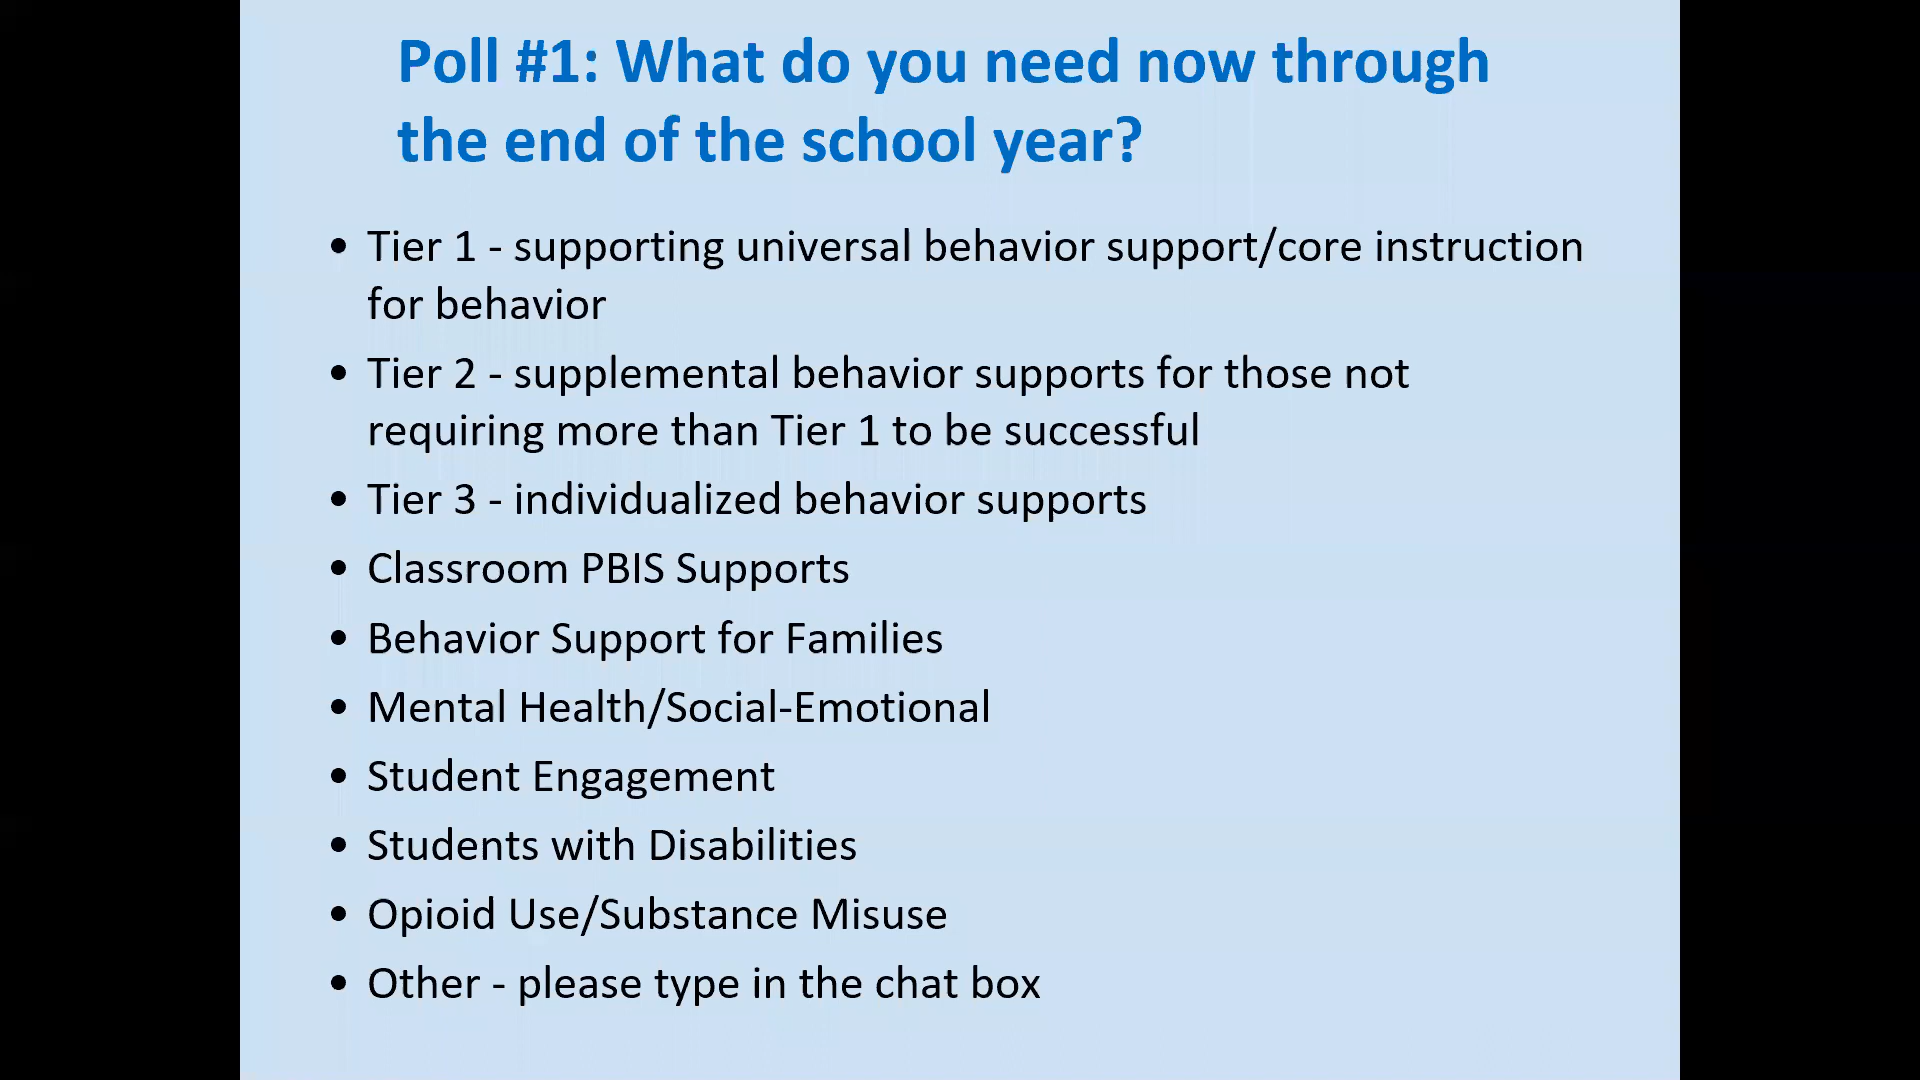 Poll #1: What do you need now through
the end of the school year?
• Tier 1 - supporting universal behavior support/core instruction
for behavior
• Tier 2 - supplemental behavior supports for those not
requiring more than Tier 1 to be successful
• Tier 3 - individualized behavior supports
• Classroom PBIS Supports
• Behavior Support for Families
• Mental Health/Social-Emotional
• Student Engagement
• Students with Disabilities
• Opioid Use/Substance Misuse
• Other - please type in the chat box